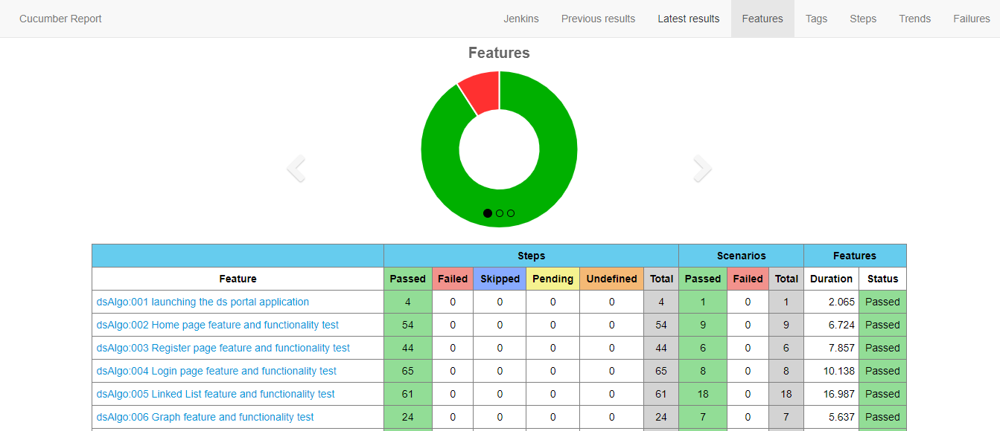 Cucumber Report Jenkins Previous results Latest results Features Tags Steps Trends Failures
Features
Steps Scenarios Features
Feature Passed Failed Skipped Pending Undefined Total Passed Failed Total Duration Status
dsAlgo:001 launching the ds portal application 4 0 0 0 0 4 1 0 1 2.065 Passed
dsAlgo:002 Home page feature and functionality test 54 0 0 0 0 54 9 0 9 6.724 Passed
dsAlgo:003 Register page feature and functionality test 44 0 0 0 0 44 6 0 6 7.857 Passed
dsAlgo:004 Login page feature and functionality test 65 0 0 0 0 65 8 0 8 10.138 Passed
dsAlgo:005 Linked List feature and functionality test 61 0 0 0 0 61 18 0 18 16.987 Passed
dsAlgo:006 Graph feature and functionality test 24 0 0 0 0 24 7 0 7 5.637 Passed